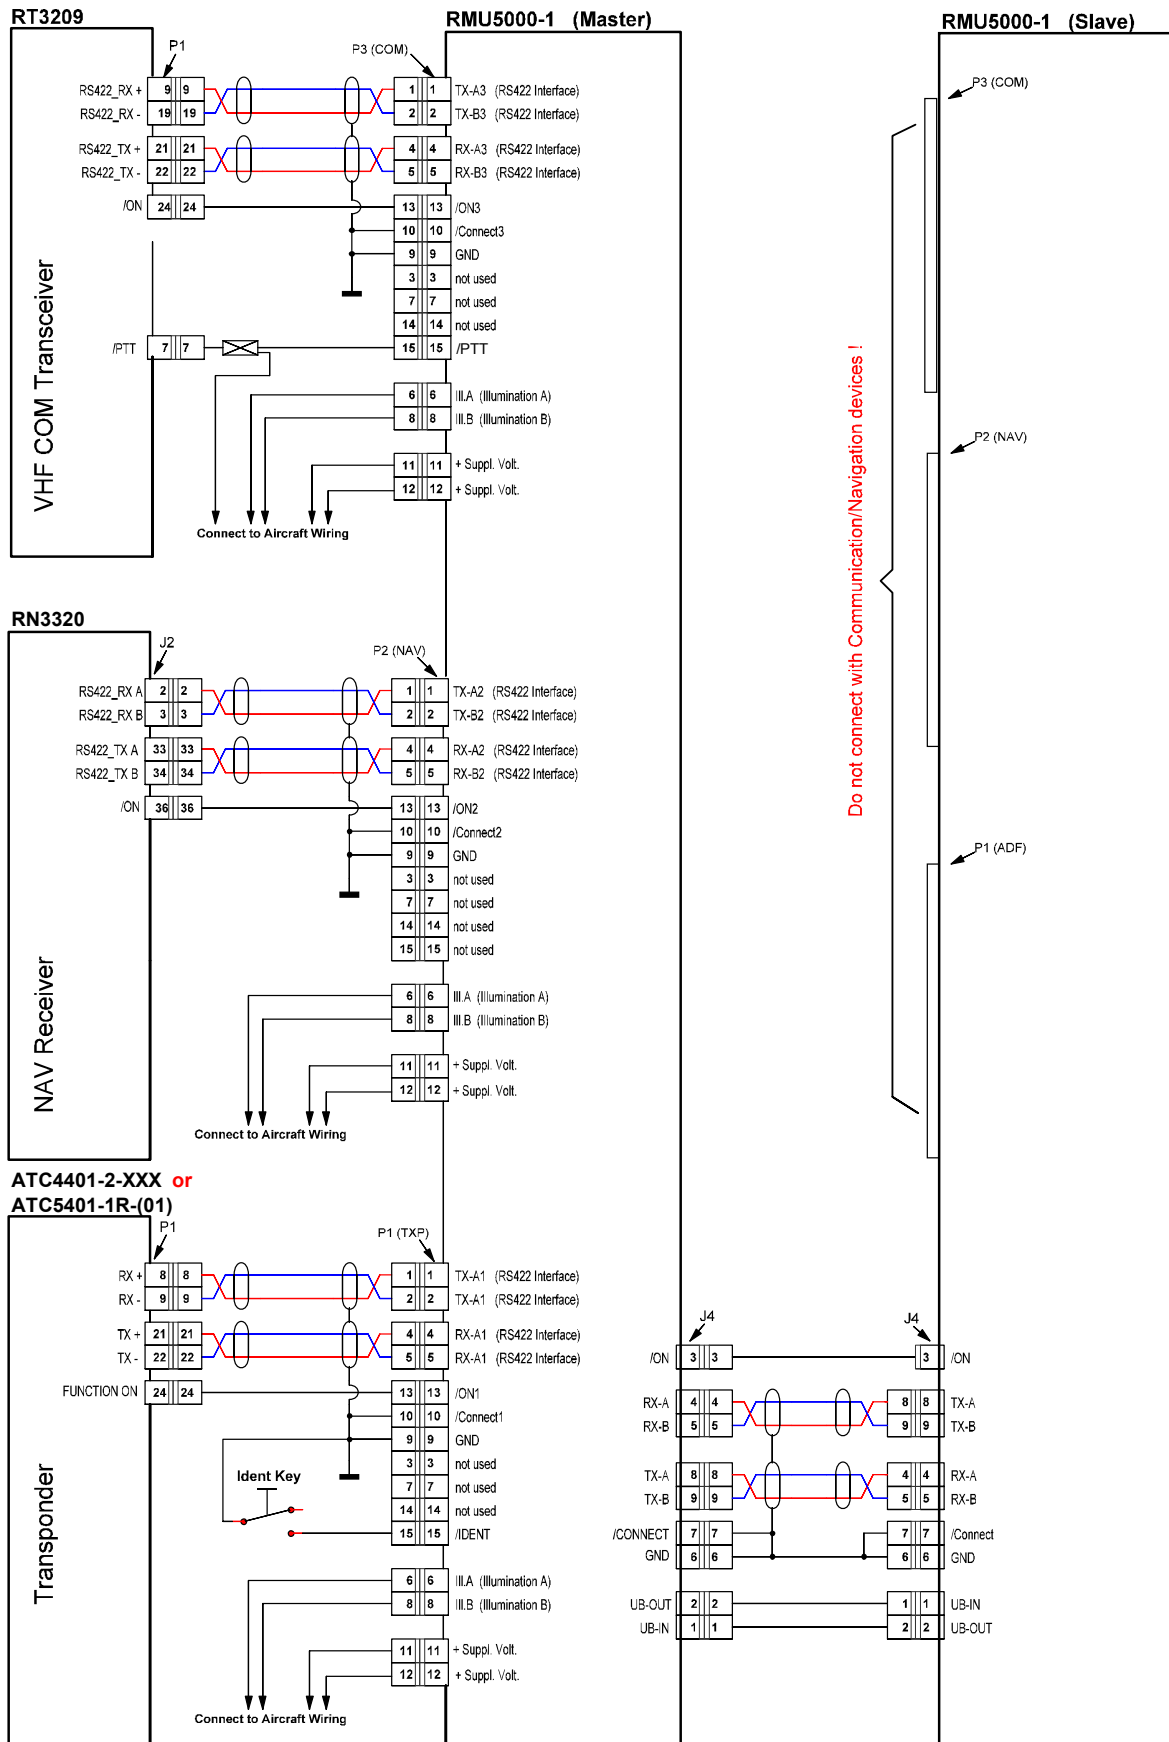 RT3209
RMU5000-1 (Master)
RMU5000-1 (Slave)
P1
P3 (COM)
RS422_RX + 9 9 1 1 TX-A3 (RS422 Interface)
RS422_RX - 19 19 2 2 TX-B3 (RS422 Interface)
RS422_TX + 21 21 4 4 RX-A3 (RS422 Interface)
RS422_TX - 22 22 5 5 RX-B3 (RS422 Interface)
/ON 24 24 13 13 /ON3
10 10 /Connect3
9 9 GND
3 3 not used
7 7 not used
14 14 not used
/PTT 7 7 15 15 /PTT
6 6 Ill.A (Illumination A)
8 8 Ill.B (Illumination B)
11 11 + Suppl. Volt.
12 12 + Suppl. Volt.
Connect to Aircraft Wiring
VHF COM Transceiver
P3 (COM)
P2 (NAV)
P1 (ADF)
Do not connect with Communication/Navigation devices !
RN3320
J2
P2 (NAV)
RS422_RX A 2 2 1 1 TX-A2 (RS422 Interface)
RS422_RX B 3 3 2 2 TX-B2 (RS422 Interface)
RS422_TX A 33 33 4 4 RX-A2 (RS422 Interface)
RS422_TX B 34 34 5 5 RX-B2 (RS422 Interface)
/ON 36 36 13 13 /ON2
10 10 /Connect2
9 9 GND
3 3 not used
7 7 not used
14 14 not used
15 15 not used
6 6 Ill.A (Illumination A)
8 8 Ill.B (Illumination B)
11 11 + Suppl. Volt.
12 12 + Suppl. Volt.
Connect to Aircraft Wiring
NAV Receiver
ATC4401-2-XXX or
ATC5401-1R-(01)
P1
P1 (TXP)
RX + 8 8 1 1 TX-A1 (RS422 Interface)
RX - 9 9 2 2 TX-A1 (RS422 Interface)
TX + 21 21 4 4 RX-A1 (RS422 Interface)
TX - 22 22 5 5 RX-A1 (RS422 Interface)
FUNCTION ON 24 24 13 13 /ON1
10 10 /Connect1
9 9 GND
3 3 not used
7 7 not used
14 14 not used
15 15 /IDENT
Ident Key
6 6 Ill.A (Illumination A)
8 8 Ill.B (Illumination B)
11 11 + Suppl. Volt.
12 12 + Suppl. Volt.
Connect to Aircraft Wiring
Transponder
J4
J4
/ON 3 3 3 /ON
RX-A 4 4 8 8 TX-A
RX-B 5 5 9 9 TX-B
TX-A 8 8 4 4 RX-A
TX-B 9 9 5 5 RX-B
/CONNECT 7 7 7 7 /Connect
GND 6 6 6 6 GND
UB-OUT 2 2 1 1 UB-IN
UB-IN 1 1 2 2 UB-OUT